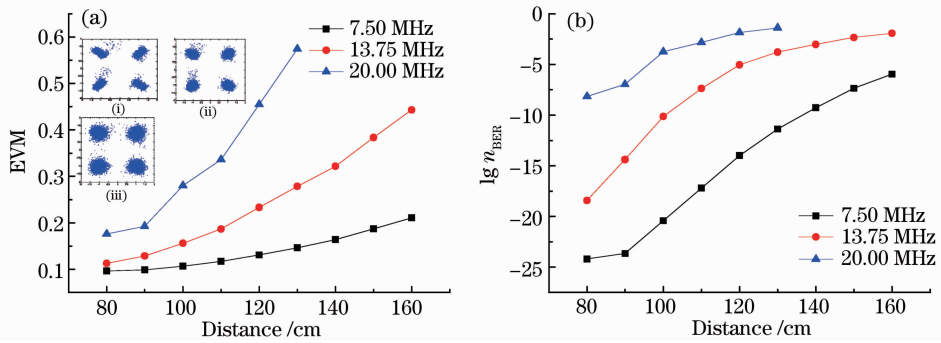 (a)
7.50 MHz
13.75 MHz
20.00 MHz
0.6
0.5
0.4
0.3
0.2
0.1
EVM
(i)
(ii)
(iii)
80 100 120 140 160
Distance /cm
(b)
0
−5
−10
−15
−20
−25
lg nBER
7.50 MHz
13.75 MHz
20.00 MHz
80 100 120 140 160
Distance /cm